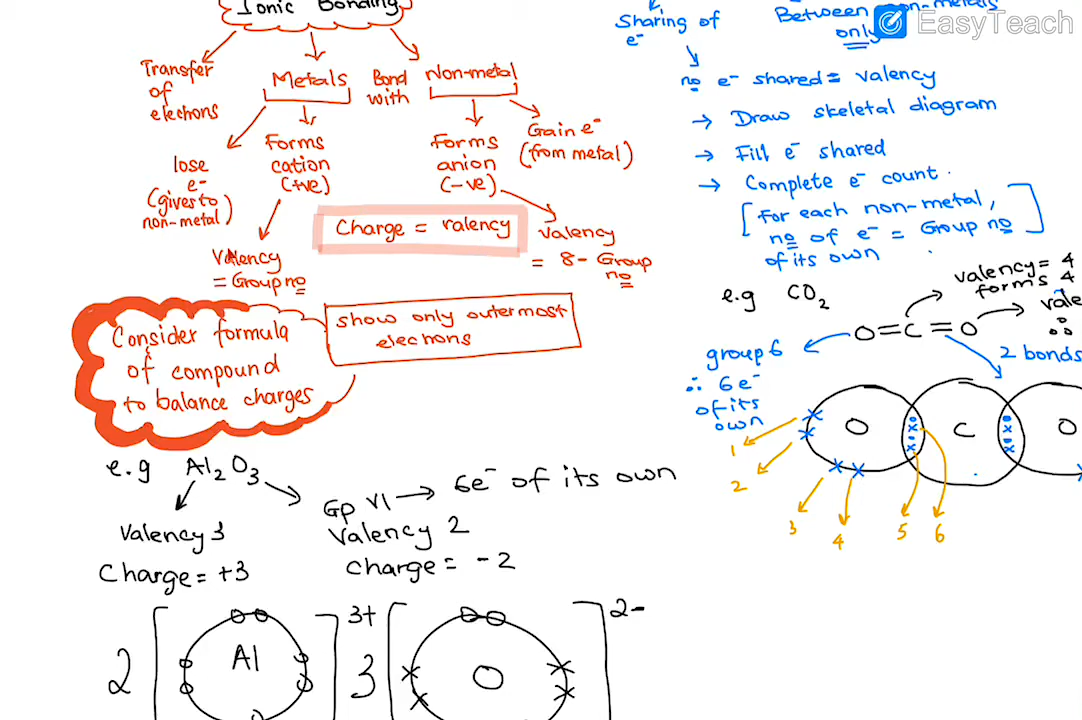 Ionic Bonding
Transfer
of
elechons
Metals
Bond
with
Non-metal
lose
e-
(gives to
non-metal)
Forms
cation
(+ve)
Forms
anion
(-ve)
Gain e-
(from metal)
Charge = valency
Valency
= Group no
valency
= 8 - Group
no
Consider formula
of compound
to balance charges
show only outermost
elechons
e.g Al2O3
Valency 3
Charge = +3
Gp VI → 6e- of its own
Valency 2
charge = -2
2 [ Al ] 3+
3 [ O ] 2-
Sharing of
e-
Between non-metals
only
EasyTeach
no e- shared = valency
→ Draw skeletal diagram
→ Fill e- shared
→ Complete e- count.
[for each non-metal,
no of e- = Group no]
of its own
e.g CO2
valency = 4
forms 4
O=C=O
group 6
∴ 6e-
of its
own
2 bonds
O C O
1
2
3
4
5
6